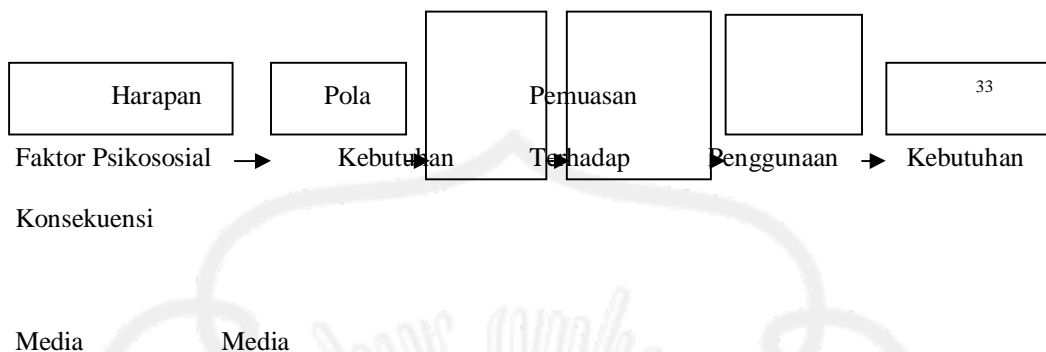 33
Harapan Pola Pemuasan
Faktor Psikososial Kebutuhan Terhadap Penggunaan Kebutuhan
Konsekuensi
Media Media